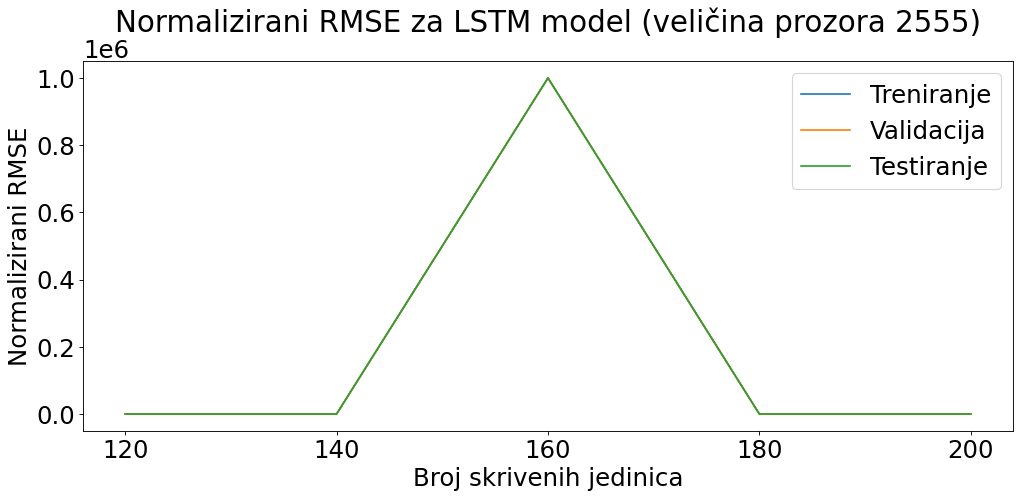 Normalizirani RMSE za LSTM model (veličina prozora 2555)
1e6
Normalizirani RMSE
1.0
0.8
0.6
0.4
0.2
0.0
Treniranje
Validacija
Testiranje
120 140 160 180 200
Broj skrivenih jedinica